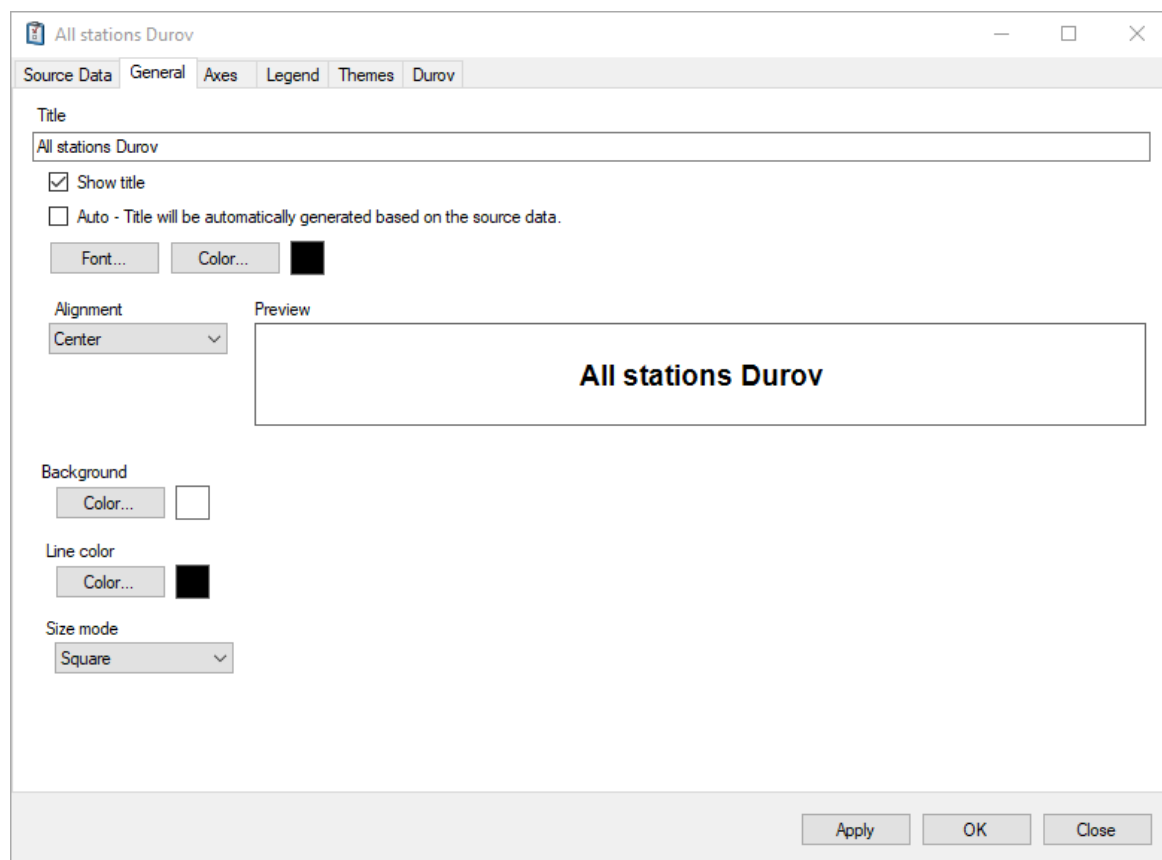 All stations Durov
Source Data General Axes Legend Themes Durov
Title
All stations Durov
Show title
Auto - Title will be automatically generated based on the source data.
Font... Color...
Alignment Preview
Center
All stations Durov
Background
Color...
Line color
Color...
Size mode
Square
Apply OK Close